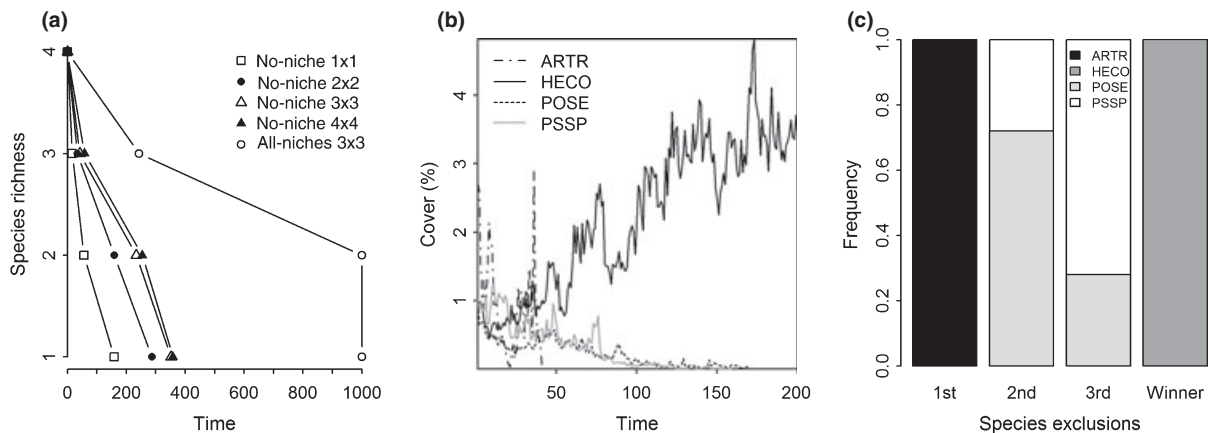 (a)
No-niche 1x1
No-niche 2x2
No-niche 3x3
No-niche 4x4
All-niches 3x3
Species richness
4
3
2
1
0
200
400
600
800
1000
Time
(b)
ARTR
HECO
POSE
PSSP
Cover (%)
4
3
2
1
50
100
150
200
Time
(c)
ARTR
HECO
POSE
PSSP
Frequency
1.0
0.8
0.6
0.4
0.2
0.0
1st
2nd
3rd
Winner
Species exclusions